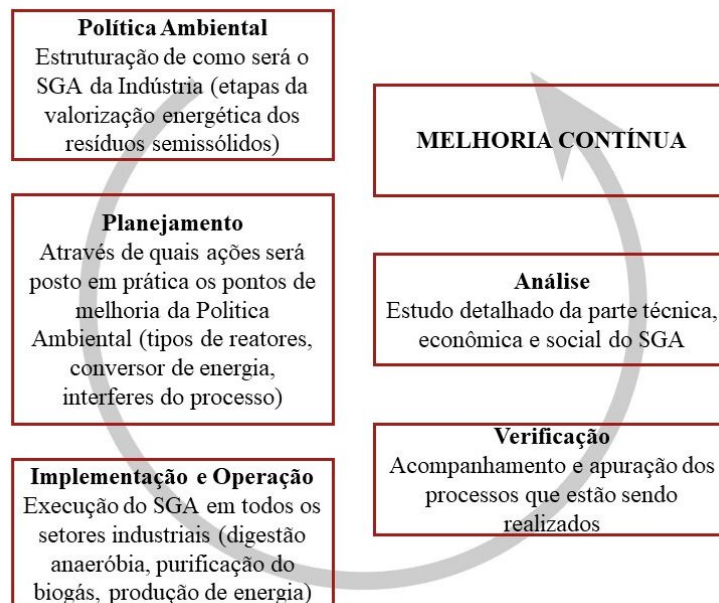 Política Ambiental
Estruturação de como será o
SGA da Indústria (etapas da
valorização energética dos
resíduos semissólidos)
Planejamento
Através de quais ações será
posto em prática os pontos de
melhoria da Politica
Ambiental (tipos de reatores,
conversor de energia,
interferes do processo)
Implementação e Operação
Execução do SGA em todos os
setores industriais (digestão
anaeróbia, purificação do
biogás, produção de energia)
Verificação
Acompanhamento e apuração dos
processos que estão sendo
realizados
Análise
Estudo detalhado da parte técnica,
econômica e social do SGA
MELHORIA CONTÍNUA